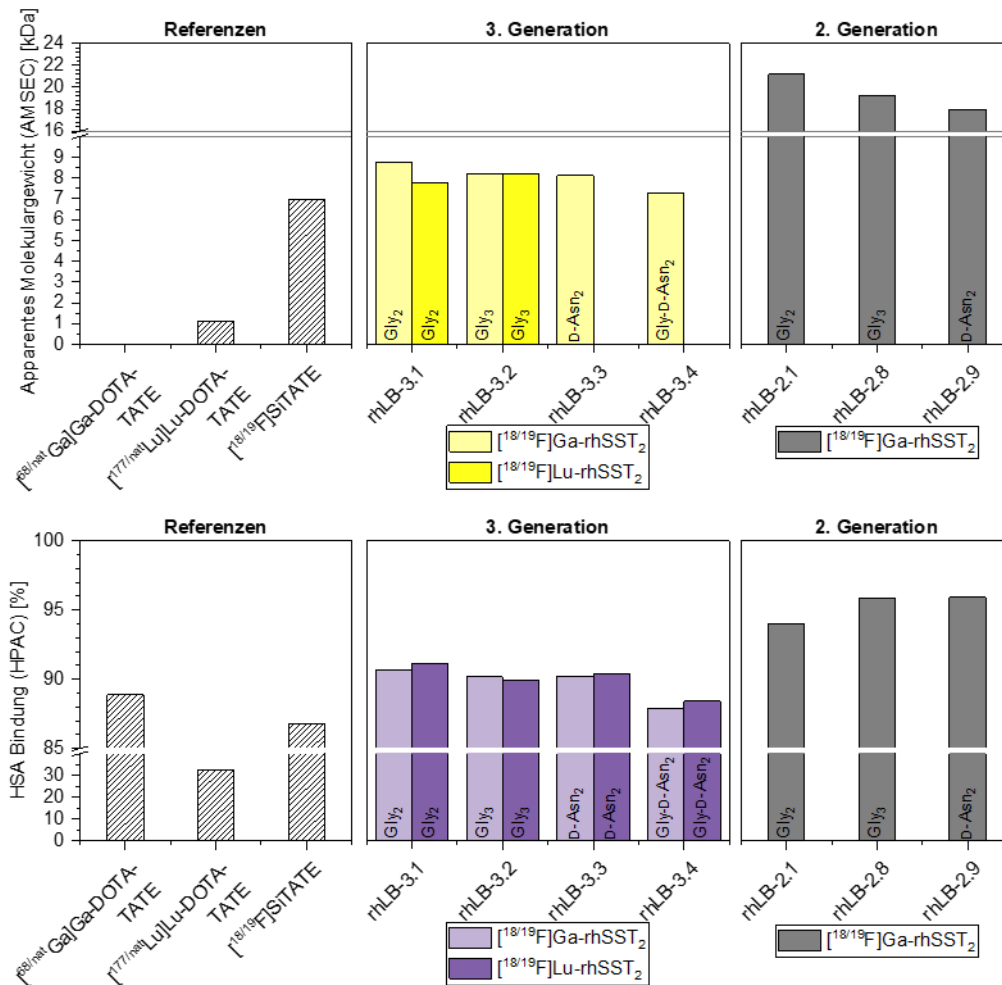 Referenzen
3. Generation
2. Generation
Apparentes Molekulargewicht (AMSEC) [kDa]
24
22
20
18
16
9
8
7
6
5
4
3
2
1
0
Gly₂
Gly₂
Gly₃
Gly₃
D-Asn₂
Gly-D-Asn₂
Gly₂
Gly₃
D-Asn₂
[⁶⁸/ⁿᵃᵗGa]Ga-DOTA-
TATE
[¹⁷⁷/ⁿᵃᵗLu]Lu-DOTA-
TATE
[¹⁸/¹⁹F]SiTATE
rhLB-3.1
rhLB-3.2
rhLB-3.3
rhLB-3.4
rhLB-2.1
rhLB-2.8
rhLB-2.9
[¹⁸/¹⁹F]Ga-rhSST₂
[¹⁸/¹⁹F]Lu-rhSST₂
[¹⁸/¹⁹F]Ga-rhSST₂
Referenzen
3. Generation
2. Generation
HSA Bindung (HPAC) [%]
100
95
90
85
30
20
10
0
Gly₂
Gly₂
Gly₃
Gly₃
D-Asn₂
D-Asn₂
Gly-D-Asn₂
Gly-D-Asn₂
Gly₂
Gly₃
D-Asn₂
[⁶⁸/ⁿᵃᵗGa]Ga-DOTA-
TATE
[¹⁷⁷/ⁿᵃᵗLu]Lu-DOTA-
TATE
[¹⁸/¹⁹F]SiTATE
rhLB-3.1
rhLB-3.2
rhLB-3.3
rhLB-3.4
rhLB-2.1
rhLB-2.8
rhLB-2.9
[¹⁸/¹⁹F]Ga-rhSST₂
[¹⁸/¹⁹F]Lu-rhSST₂
[¹⁸/¹⁹F]Ga-rhSST₂